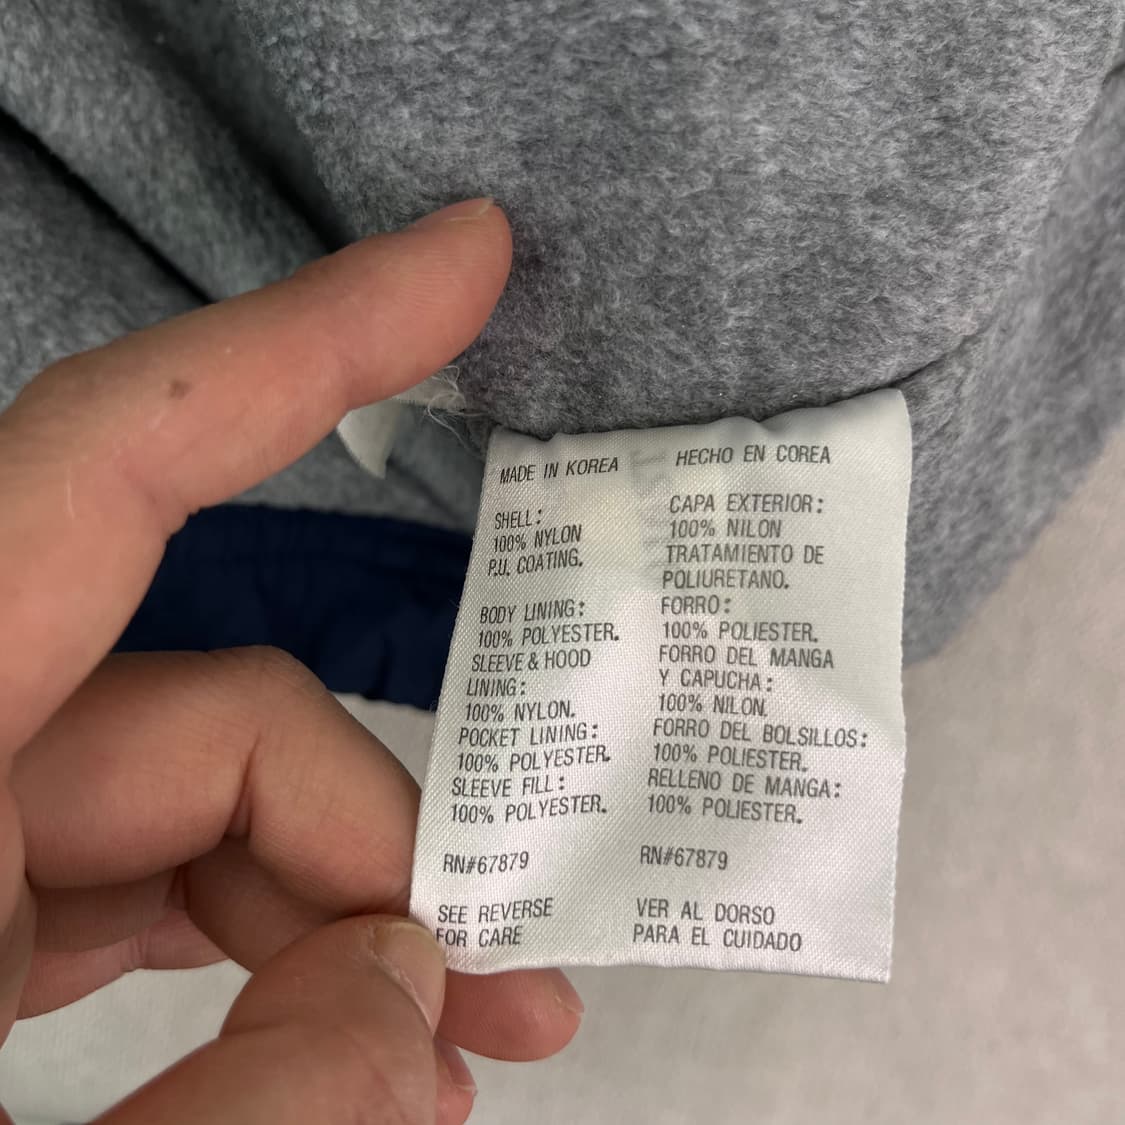 MADE IN KOREA
SHELL:
100% NYLON
P.U. COATING.
BODY LINING:
100% POLYESTER.
SLEEVE & HOOD
LINING:
100% NYLON.
POCKET LINING:
100% POLYESTER.
SLEEVE FILL:
100% POLYESTER.
RN#67879
SEE REVERSE
FOR CARE
HECHO EN COREA
CAPA EXTERIOR:
100% NILON
TRATAMIENTO DE
POLIURETANO.
FORRO:
100% POLIESTER.
FORRO DEL MANGA
Y CAPUCHA:
100% NILON.
FORRO DEL BOLSILLOS:
100% POLIESTER.
RELLENO DE MANGA:
100% POLIESTER.
RN#67879
VER AL DORSO
PARA EL CUIDADO